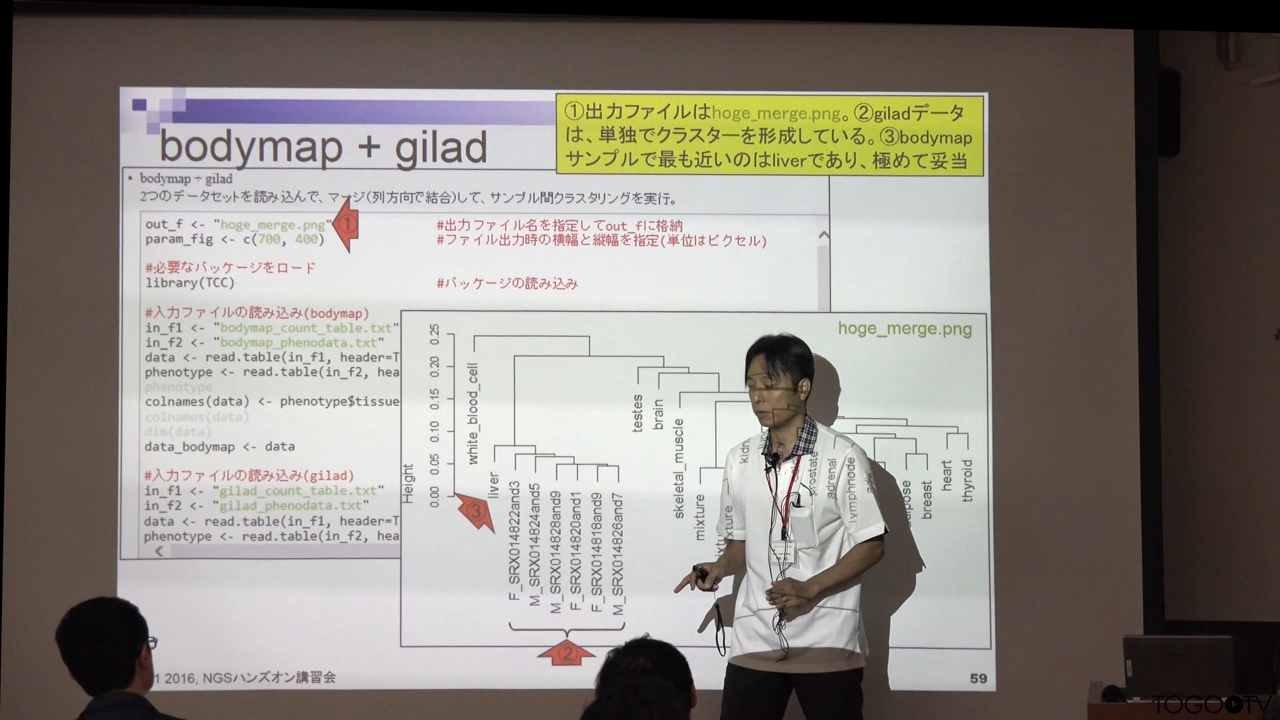 bodymap + gilad
①出力ファイルはhoge_merge.png。②giladデータ
は、単独でクラスターを形成している。③bodymap
サンプルで最も近いのはliverであり、極めて妥当
• bodymap + gilad
2つのデータセットを読み込んで、マージ(列方向で結合)して、サンプル間クラスタリングを実行。
out_f <- "hoge_merge.png" #出力ファイル名を指定してout_fに格納
①
param_fig <- c(700, 400) #ファイル出力時の横幅と縦幅を指定(単位はピクセル)
#必要なパッケージをロード
library(TCC) #パッケージの読み込み
#入力ファイルの読み込み(bodymap)
in_f1 <- "bodymap_count_table.txt"
in_f2 <- "bodymap_phenodata.txt"
data <- read.table(in_f1, header=T
phenotype <- read.table(in_f2, hea
phenotype
colnames(data) <- phenotype$tissue
colnames(data)
dim(data)
data_bodymap <- data
#入力ファイルの読み込み(gilad)
in_f1 <- "gilad_count_table.txt"
in_f2 <- "gilad_phenodata.txt"
data <- read.table(in_f1, header=T
phenotype <- read.table(in_f2, hea
hoge_merge.png
Height
0.00 0.05 0.10 0.15 0.20 0.25
white_blood_cell
liver
F_SRX014822and3
M_SRX014824and5
M_SRX014828and9
F_SRX014820and1
F_SRX014818and9
M_SRX014826and7
testes
brain
skeletal_muscle
mixture
adrenal
lymphnode
breast
heart
thyroid
③
②
1 2016, NGSハンズオン講習会
59
TOGOTV